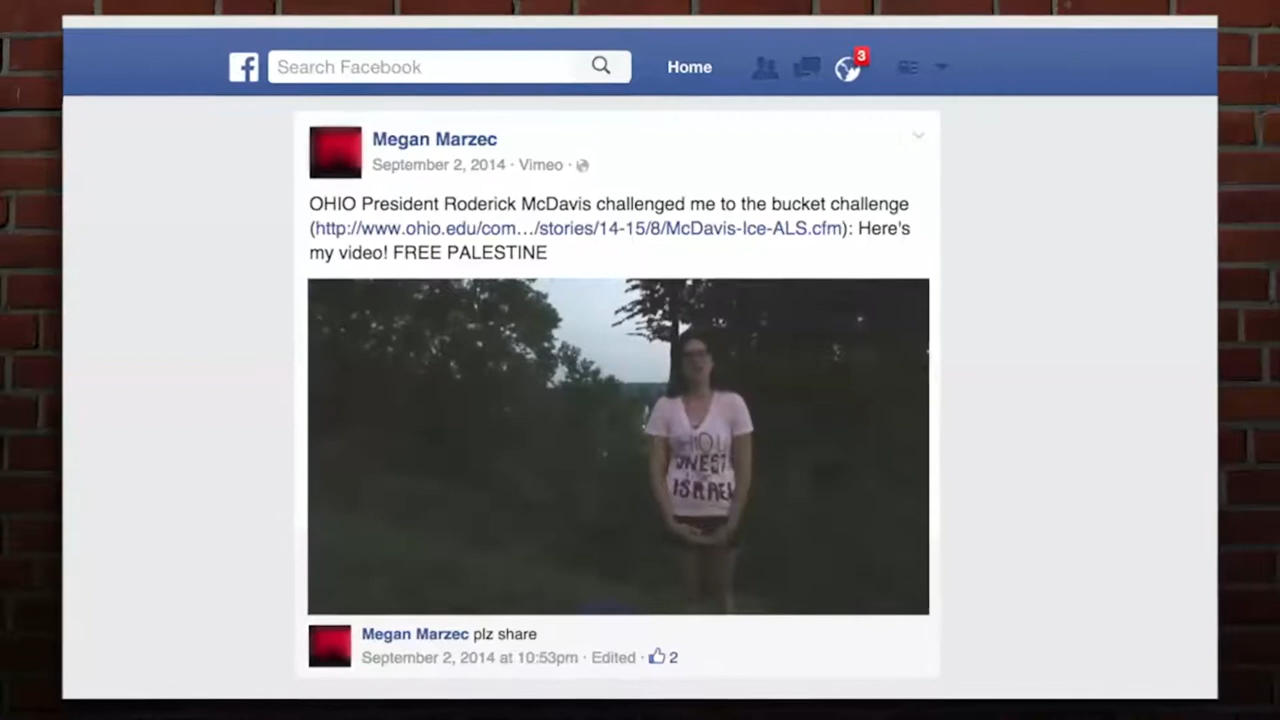 f
Search Facebook
Home
3
Megan Marzec
September 2, 2014 · Vimeo ·
OHIO President Roderick McDavis challenged me to the bucket challenge
(http://www.ohio.edu/com…/stories/14-15/8/McDavis-Ice-ALS.cfm): Here's
my video! FREE PALESTINE
ISRAEL
Megan Marzec plz share
September 2, 2014 at 10:53pm · Edited · 2